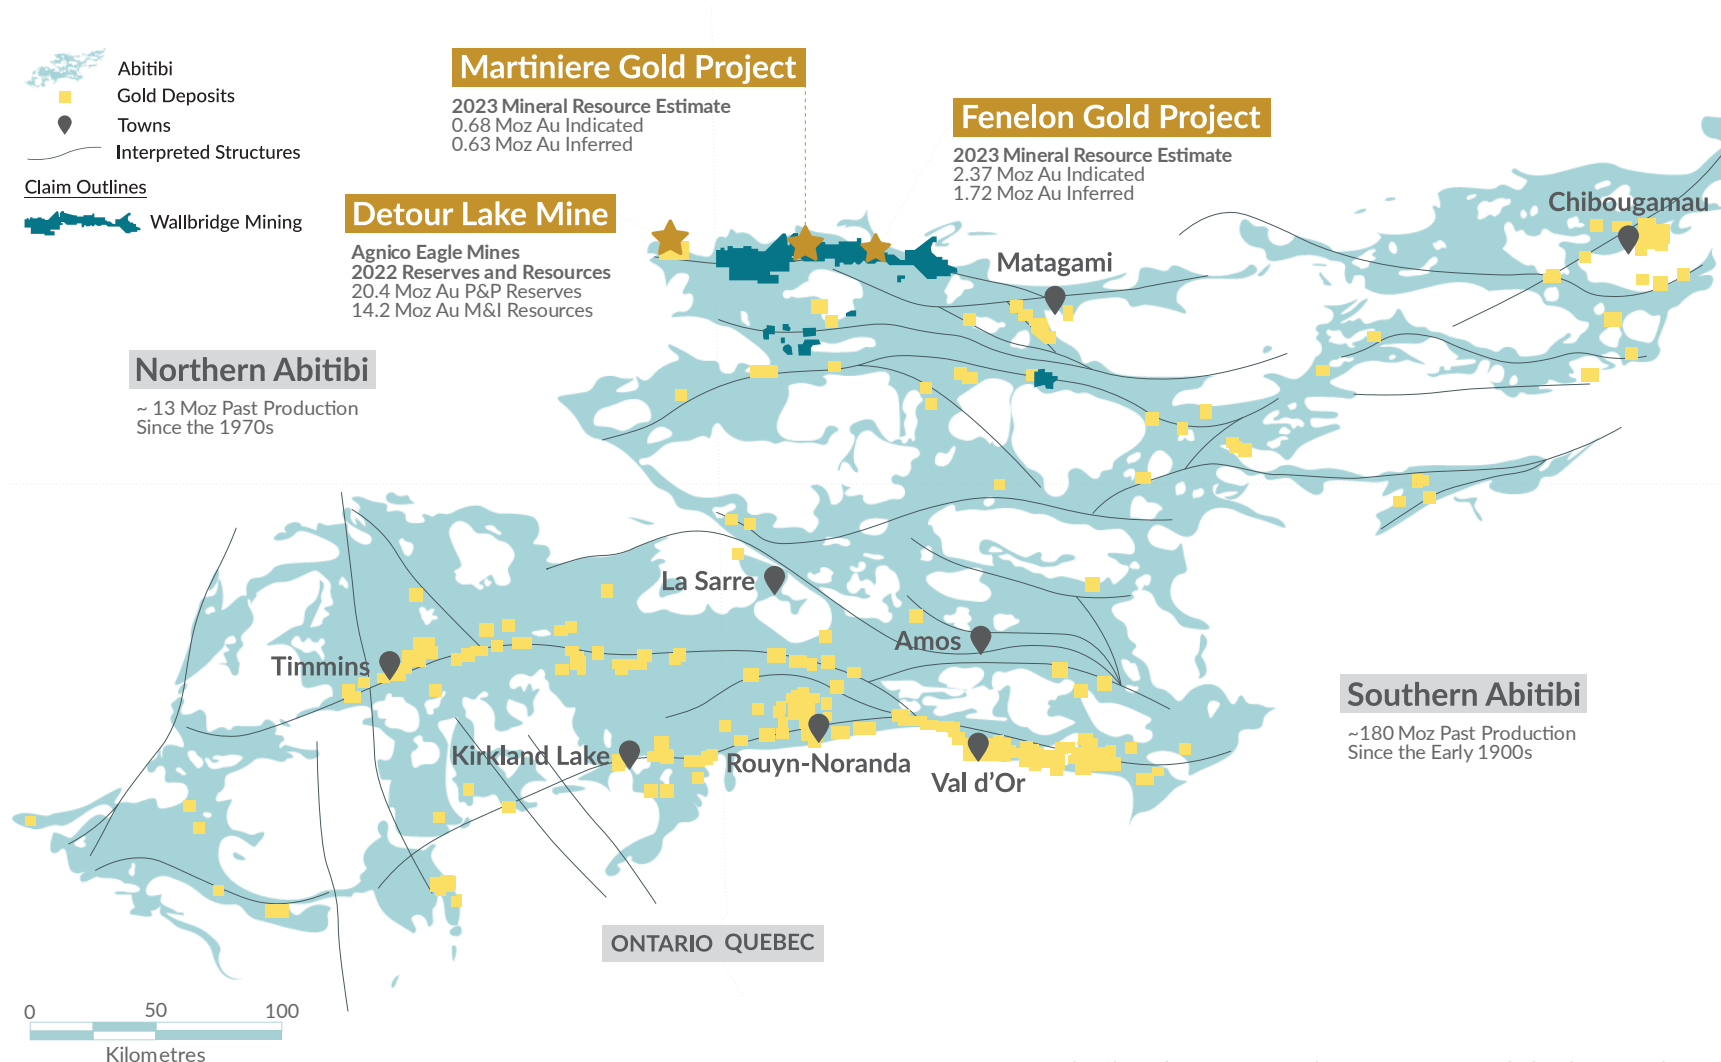 Abitibi
Gold Deposits
Towns
Interpreted Structures
Claim Outlines
Wallbridge Mining
Martiniere Gold Project
2023 Mineral Resource Estimate
0.68 Moz Au Indicated
0.63 Moz Au Inferred
Fenelon Gold Project
2023 Mineral Resource Estimate
2.37 Moz Au Indicated
1.72 Moz Au Inferred
Detour Lake Mine
Agnico Eagle Mines
2022 Reserves and Resources
20.4 Moz Au P&P Reserves
14.2 Moz Au M&I Resources
Chibougamau
Matagami
Northern Abitibi
~ 13 Moz Past Production
Since the 1970s
La Sarre
Amos
Timmins
Southern Abitibi
~180 Moz Past Production
Since the Early 1900s
Kirkland Lake
Rouyn-Noranda
Val d'Or
ONTARIO QUEBEC
0 50 100
Kilometres